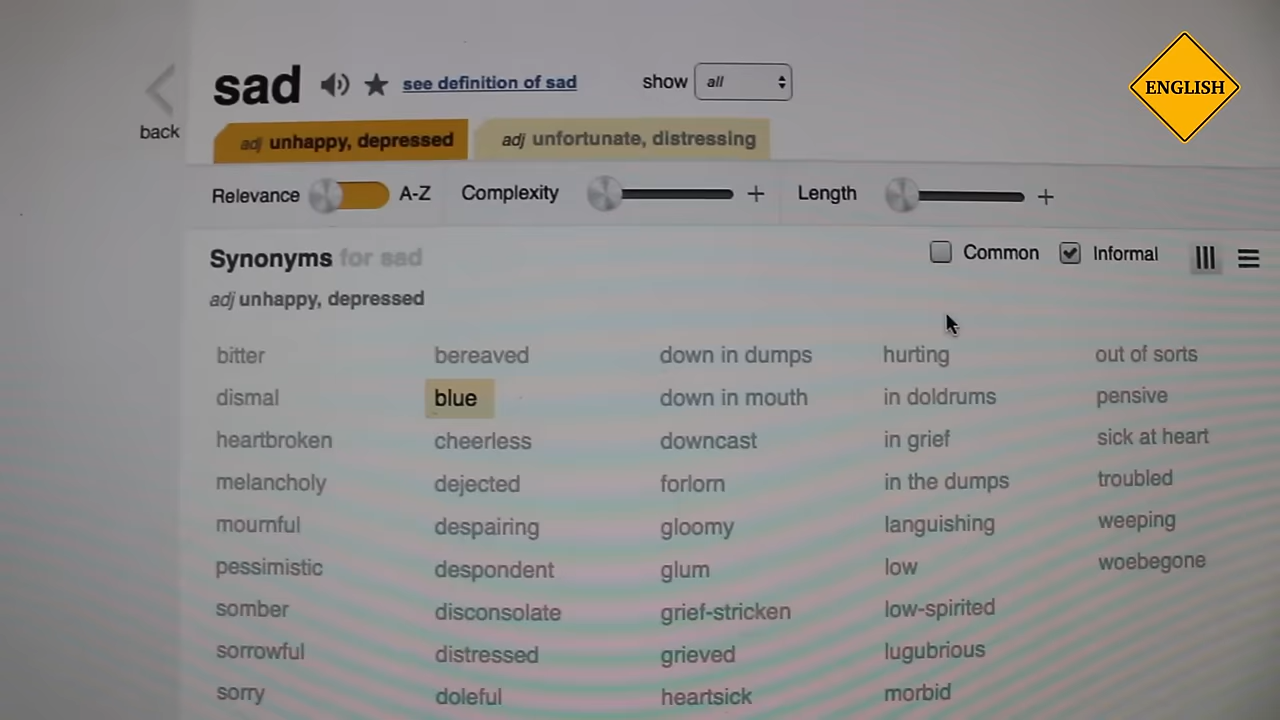 sad see definition of sad show all
ENGLISH
back
adj unhappy, depressed adj unfortunate, distressing
Relevance A-Z Complexity + Length +
Synonyms for sad Common Informal
adj unhappy, depressed
bitter bereaved down in dumps hurting out of sorts
dismal blue down in mouth in doldrums pensive
heartbroken cheerless downcast in grief sick at heart
melancholy dejected forlorn in the dumps troubled
mournful despairing gloomy languishing weeping
pessimistic despondent glum low woebegone
somber disconsolate grief-stricken low-spirited
sorrowful distressed grieved lugubrious
sorry doleful heartsick morbid